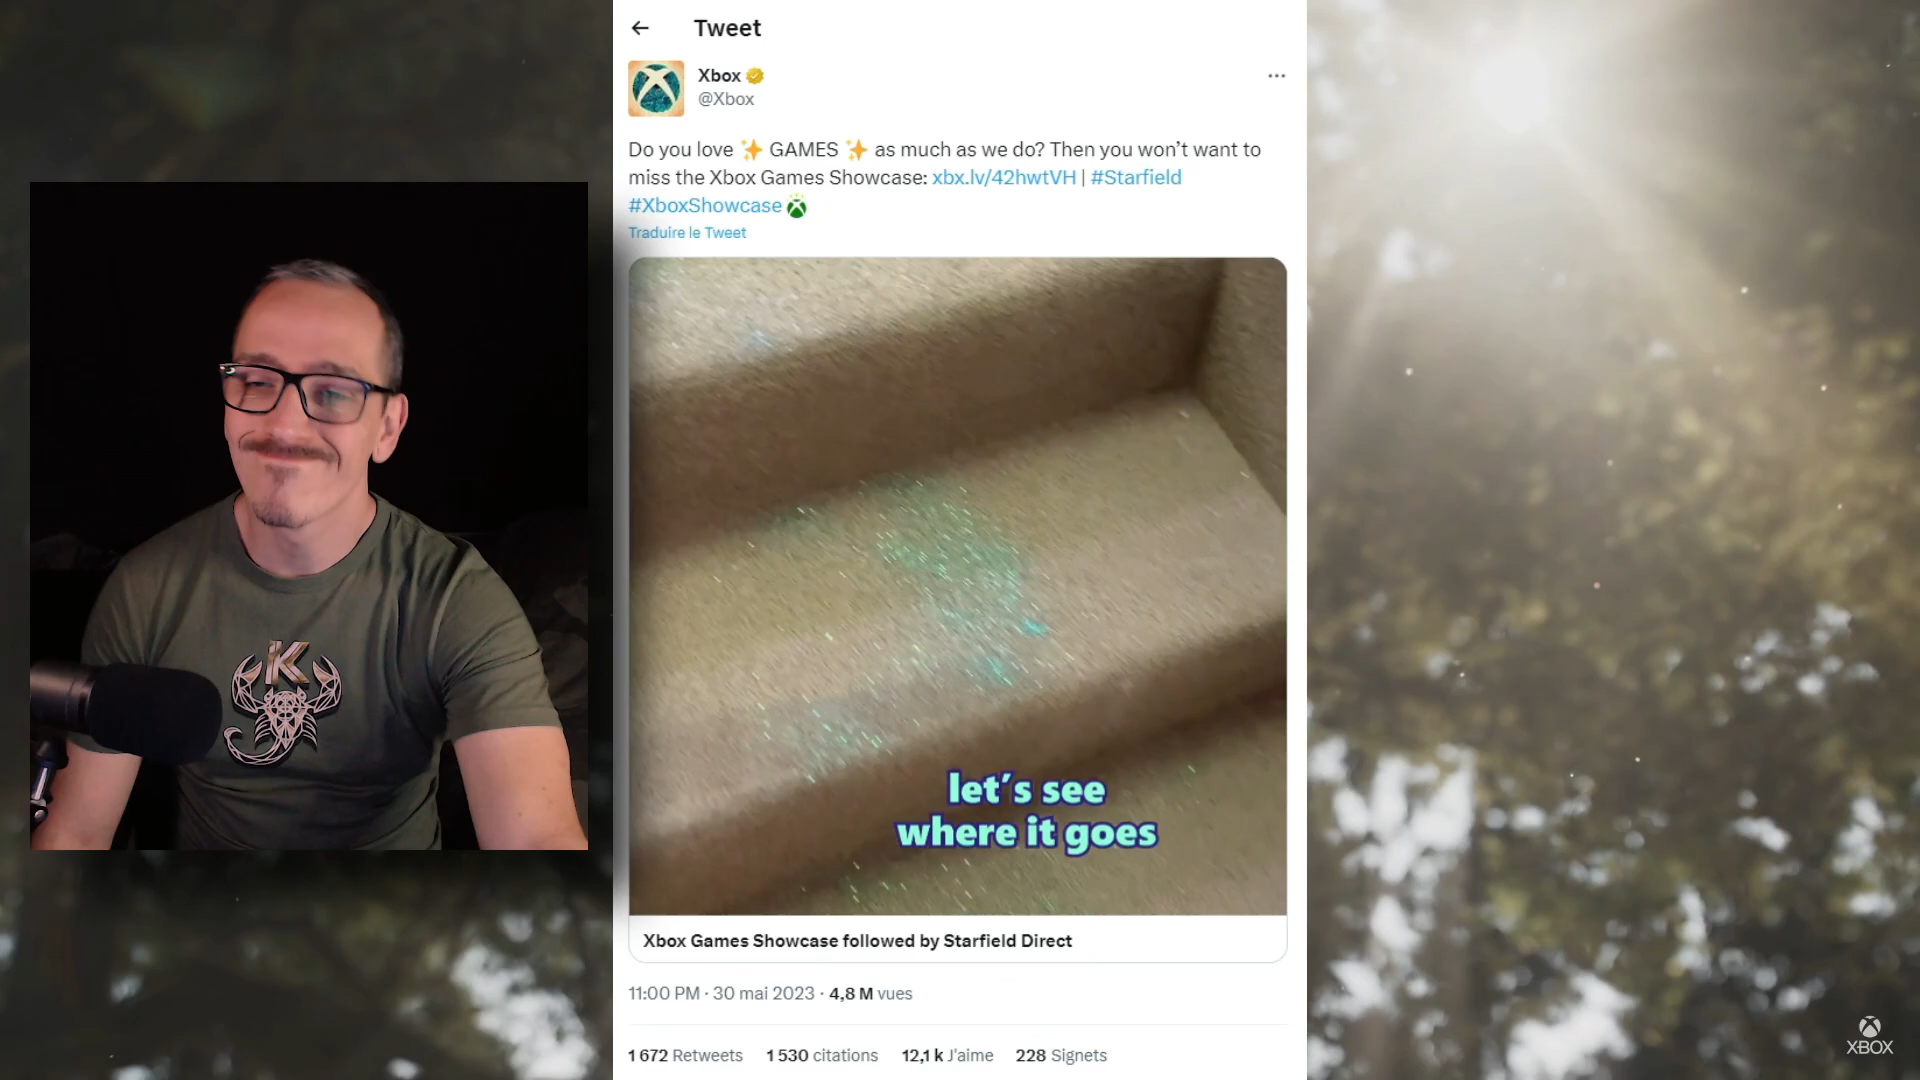 Tweet
Xbox
@Xbox
Do you love ✨ GAMES ✨ as much as we do? Then you won’t want to
miss the Xbox Games Showcase: xbx.lv/42hwtVH | #Starfield
#XboxShowcase
Traduire le Tweet
K
let’s see
where it goes
Xbox Games Showcase followed by Starfield Direct
11:00 PM · 30 mai 2023 · 4,8 M vues
1 672 Retweets 1 530 citations 12,1 k J’aime 228 Signets
XBOX